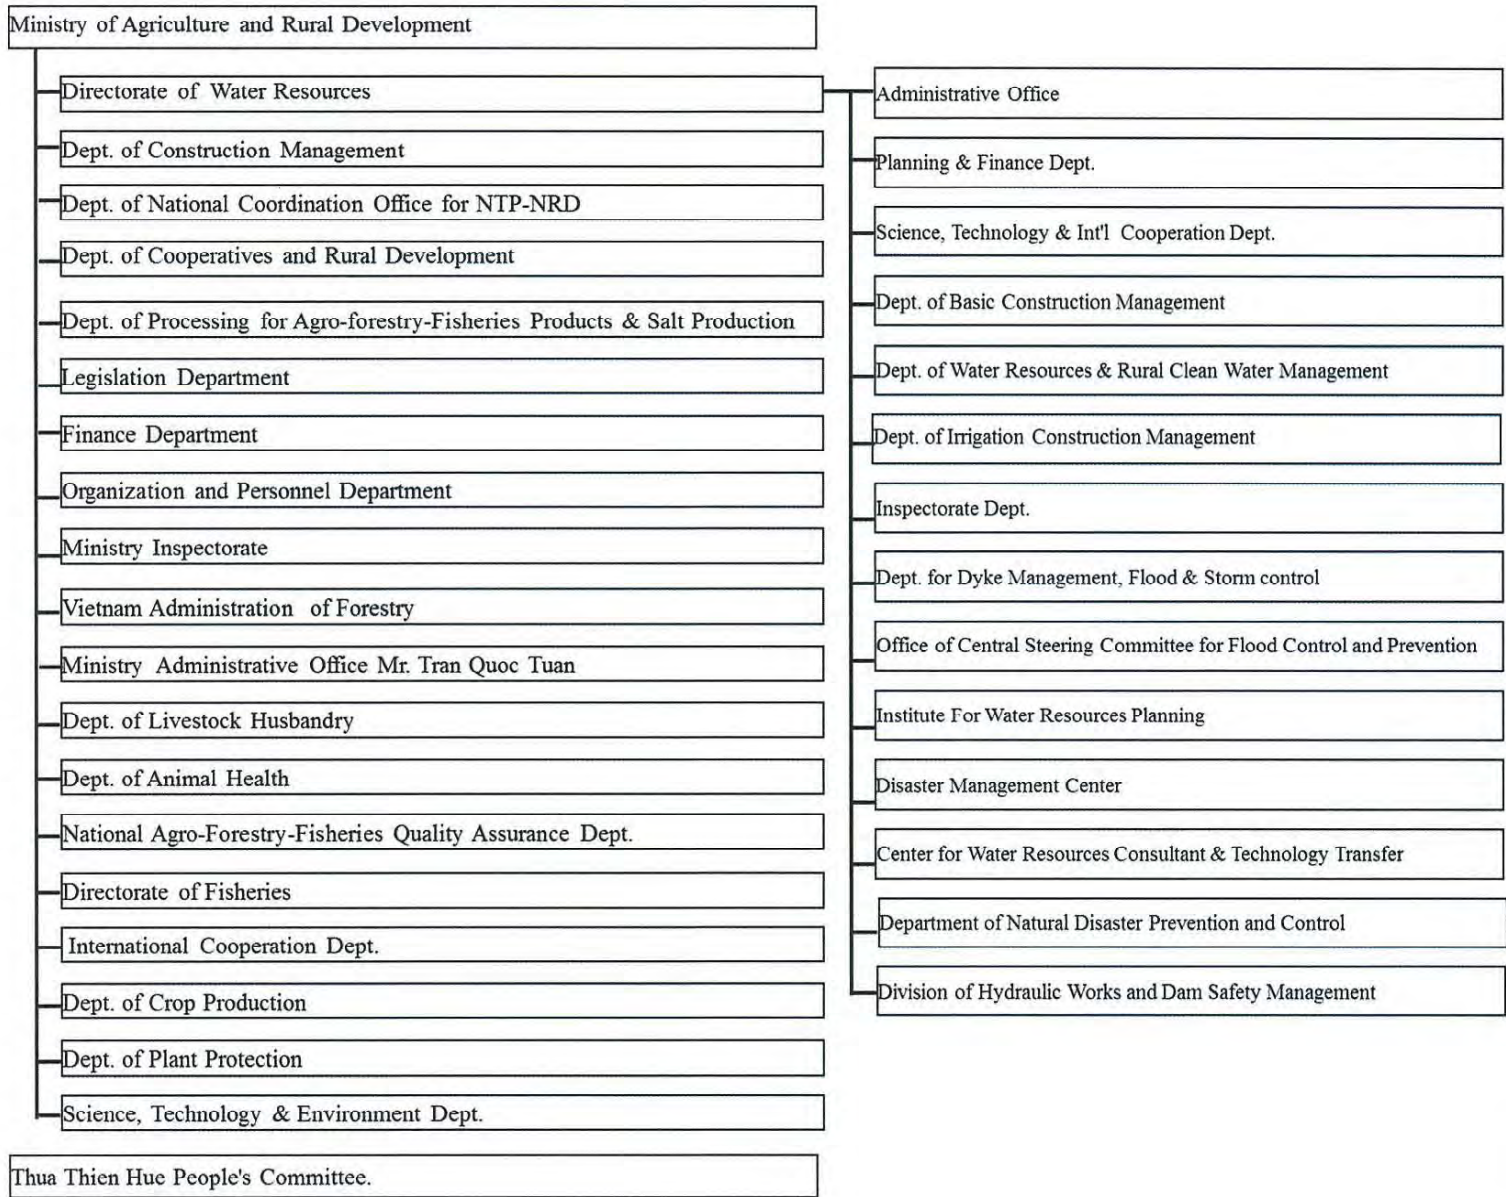 Ministry of Agriculture and Rural Development
Directorate of Water Resources
Dept. of Construction Management
Dept. of National Coordination Office for NTP-NRD
Dept. of Cooperatives and Rural Development
Dept. of Processing for Agro-forestry-Fisheries Products & Salt Production
Legislation Department
Finance Department
Organization and Personnel Department
Ministry Inspectorate
Vietnam Administration of Forestry
Ministry Administrative Office Mr. Tran Quoc Tuan
Dept. of Livestock Husbandry
Dept. of Animal Health
National Agro-Forestry-Fisheries Quality Assurance Dept.
Directorate of Fisheries
International Cooperation Dept.
Dept. of Crop Production
Dept. of Plant Protection
Science, Technology & Environment Dept.
Thua Thien Hue People's Committee.
Administrative Office
Planning & Finance Dept.
Science, Technology & Int'l Cooperation Dept.
Dept. of Basic Construction Management
Dept. of Water Resources & Rural Clean Water Management
Dept. of Irrigation Construction Management
Inspectorate Dept.
Dept. for Dyke Management, Flood & Storm control
Office of Central Steering Committee for Flood Control and Prevention
Institute For Water Resources Planning
Disaster Management Center
Center for Water Resources Consultant & Technology Transfer
Department of Natural Disaster Prevention and Control
Division of Hydraulic Works and Dam Safety Management